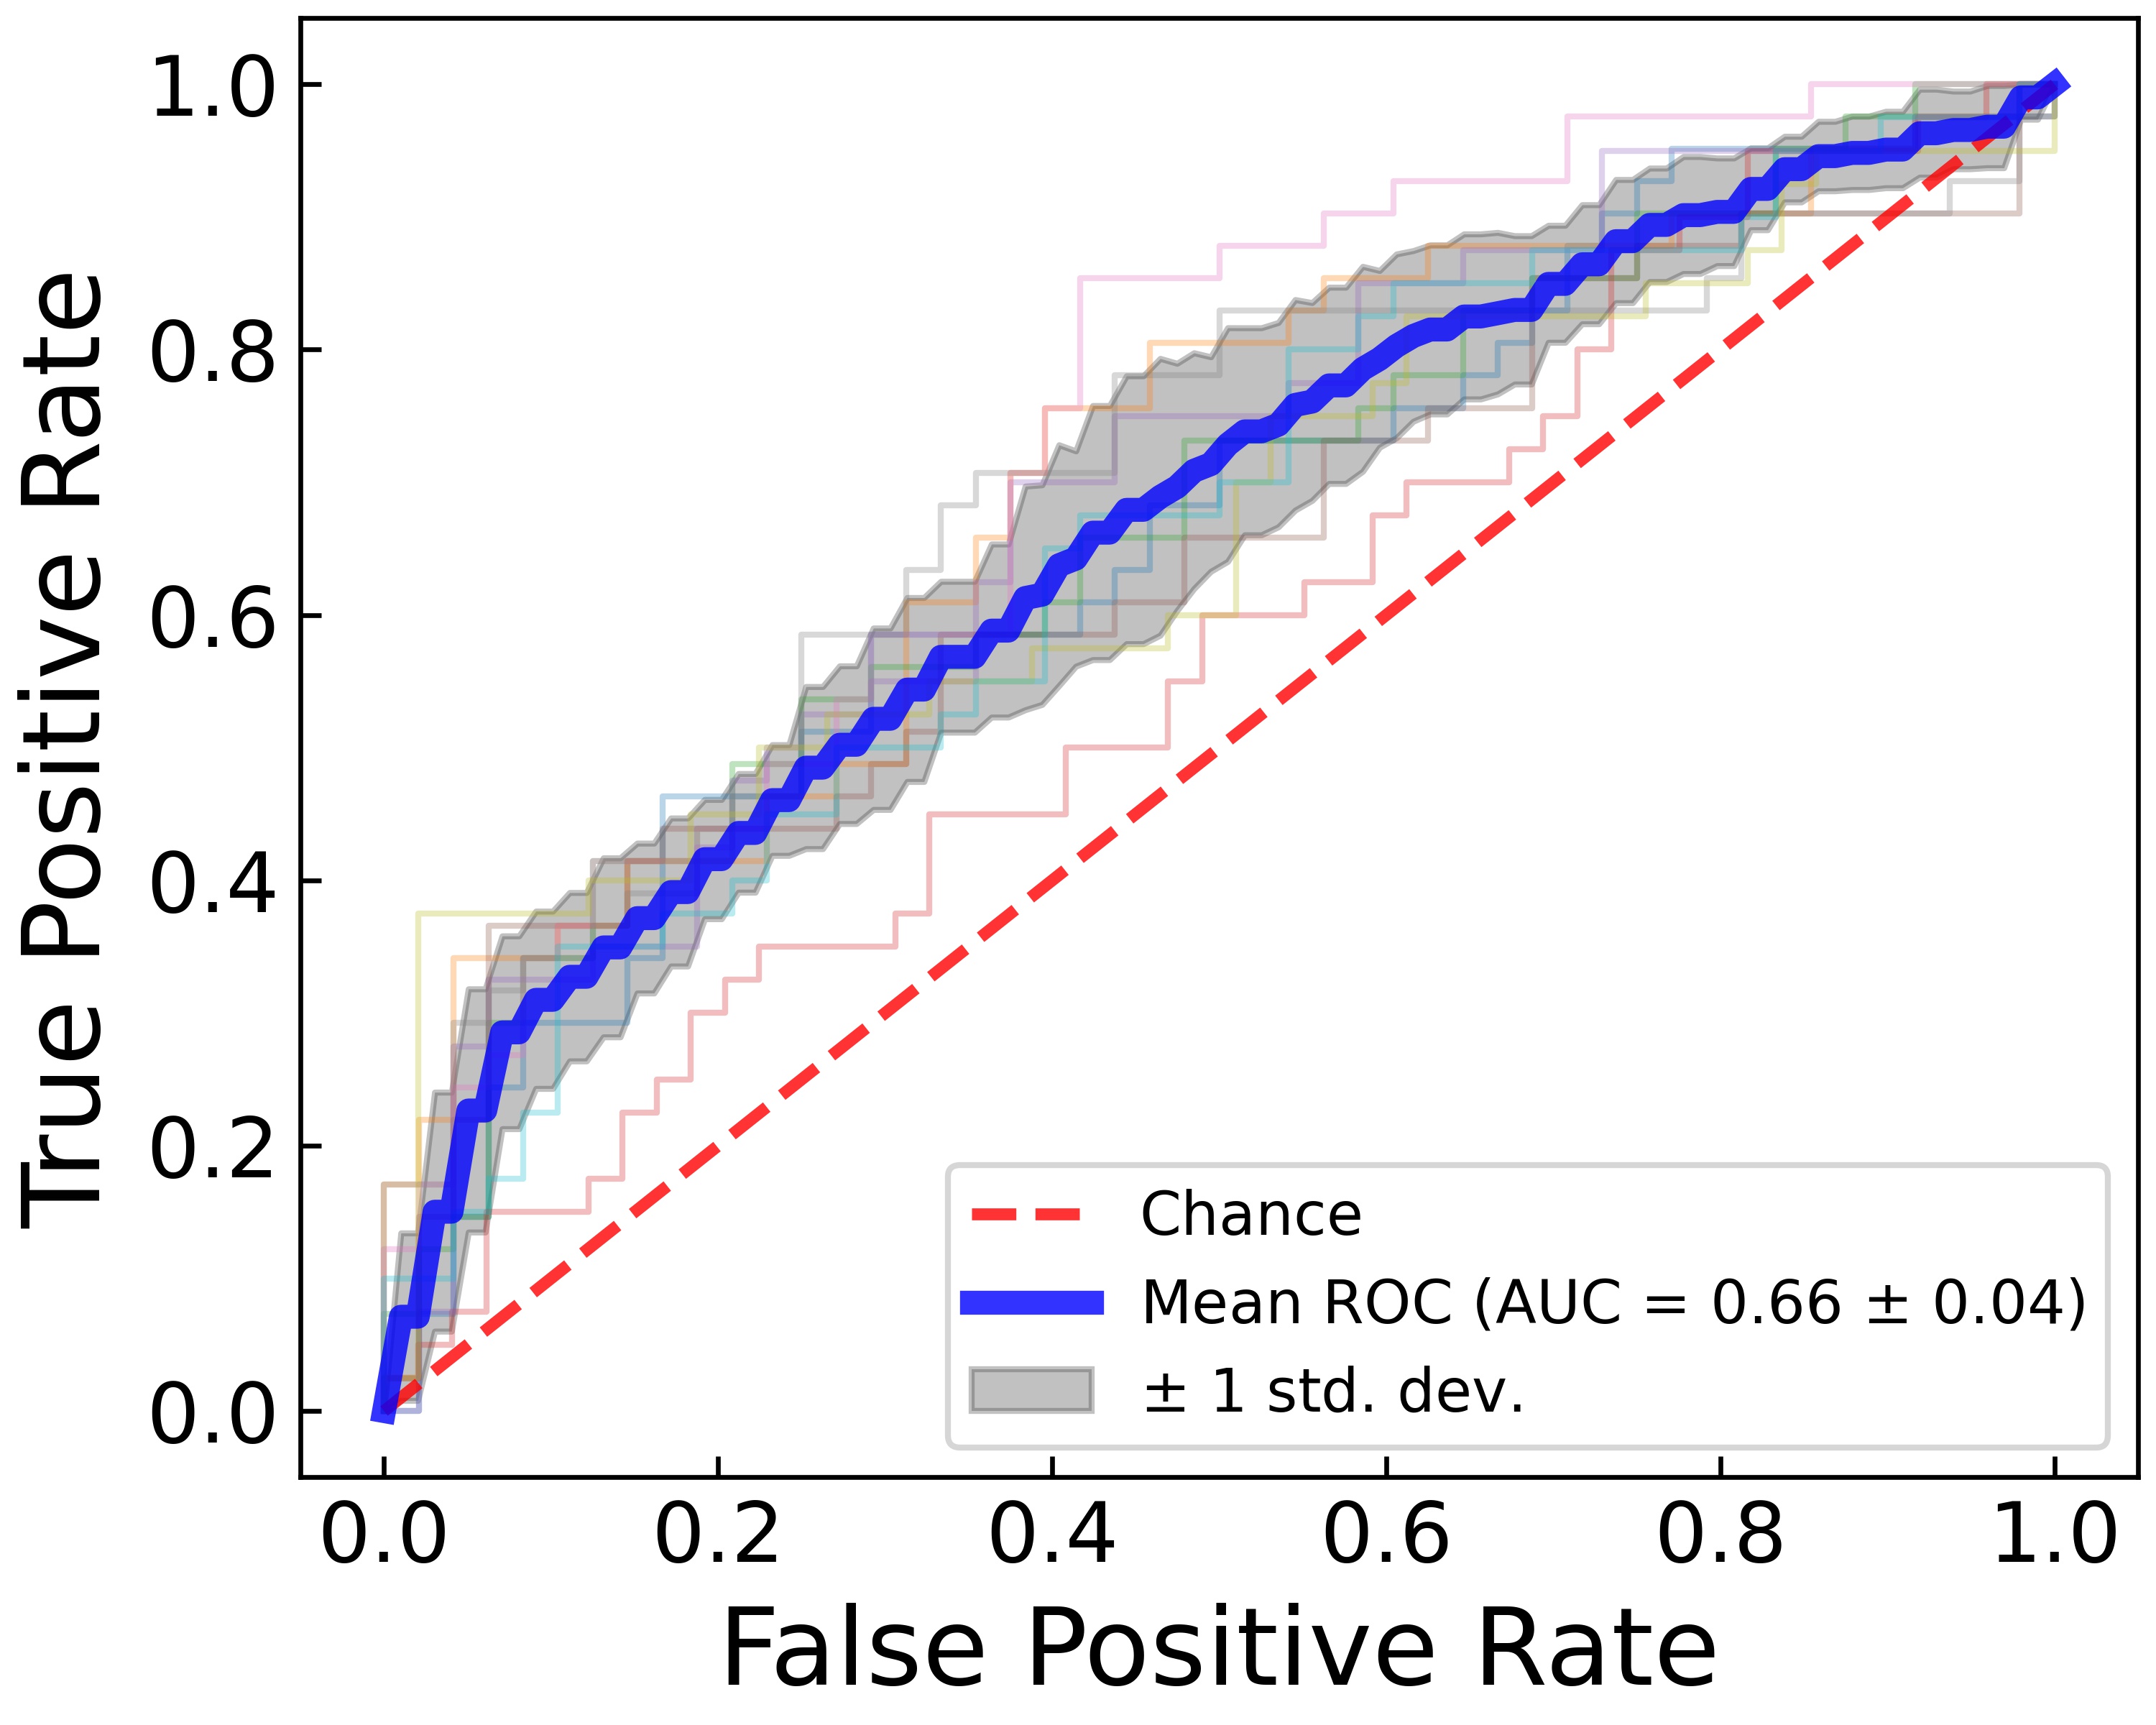 True Positive Rate
1.0
0.8
0.6
0.4
0.2
0.0
Chance
Mean ROC (AUC = 0.66 ± 0.04)
± 1 std. dev.
0.0 0.2 0.4 0.6 0.8 1.0
False Positive Rate